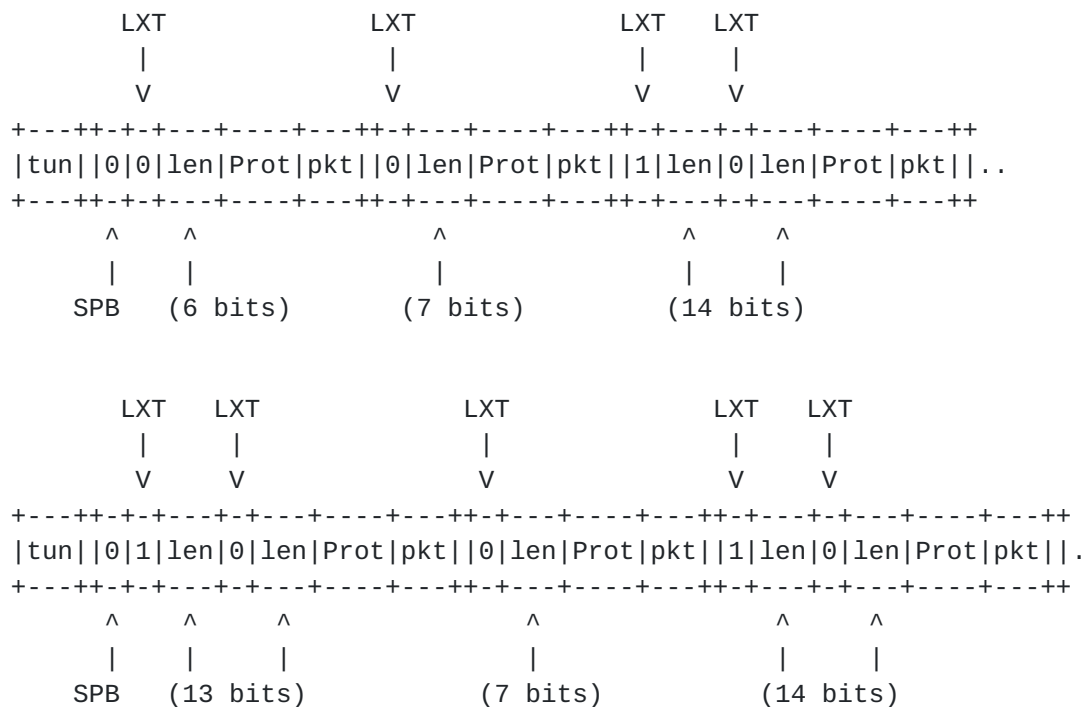 LXT             LXT               LXT   LXT
        |               |                 |     |
        V               V                 V     V
+---++-+-+---+----+---++-+---+----+---++-+---+-+---+----+---++
|tun||0|0|len|Prot|pkt||0|len|Prot|pkt||1|len|0|len|Prot|pkt||..
+---++-+-+---+----+---++-+---+----+---++-+---+-+---+----+---++
      ^    ^               ^               ^     ^
      |    |               |               |     |
    SPB   (6 bits)       (7 bits)         (14 bits)
       LXT   LXT               LXT               LXT   LXT
        |     |                 |                 |     |
        V     V                 V                 V     V
+---++-+-+---+-+---+----+---++-+---+----+---++-+---+-+---+----+---++
|tun||0|1|len|0|len|Prot|pkt||0|len|Prot|pkt||1|len|0|len|Prot|pkt||.
+---++-+-+---+-+---+----+---++-+---+----+---++-+---+-+---+----+---++
      ^    ^     ^               ^               ^     ^
      |    |     |               |               |     |
    SPB   (13 bits)           (7 bits)          (14 bits)